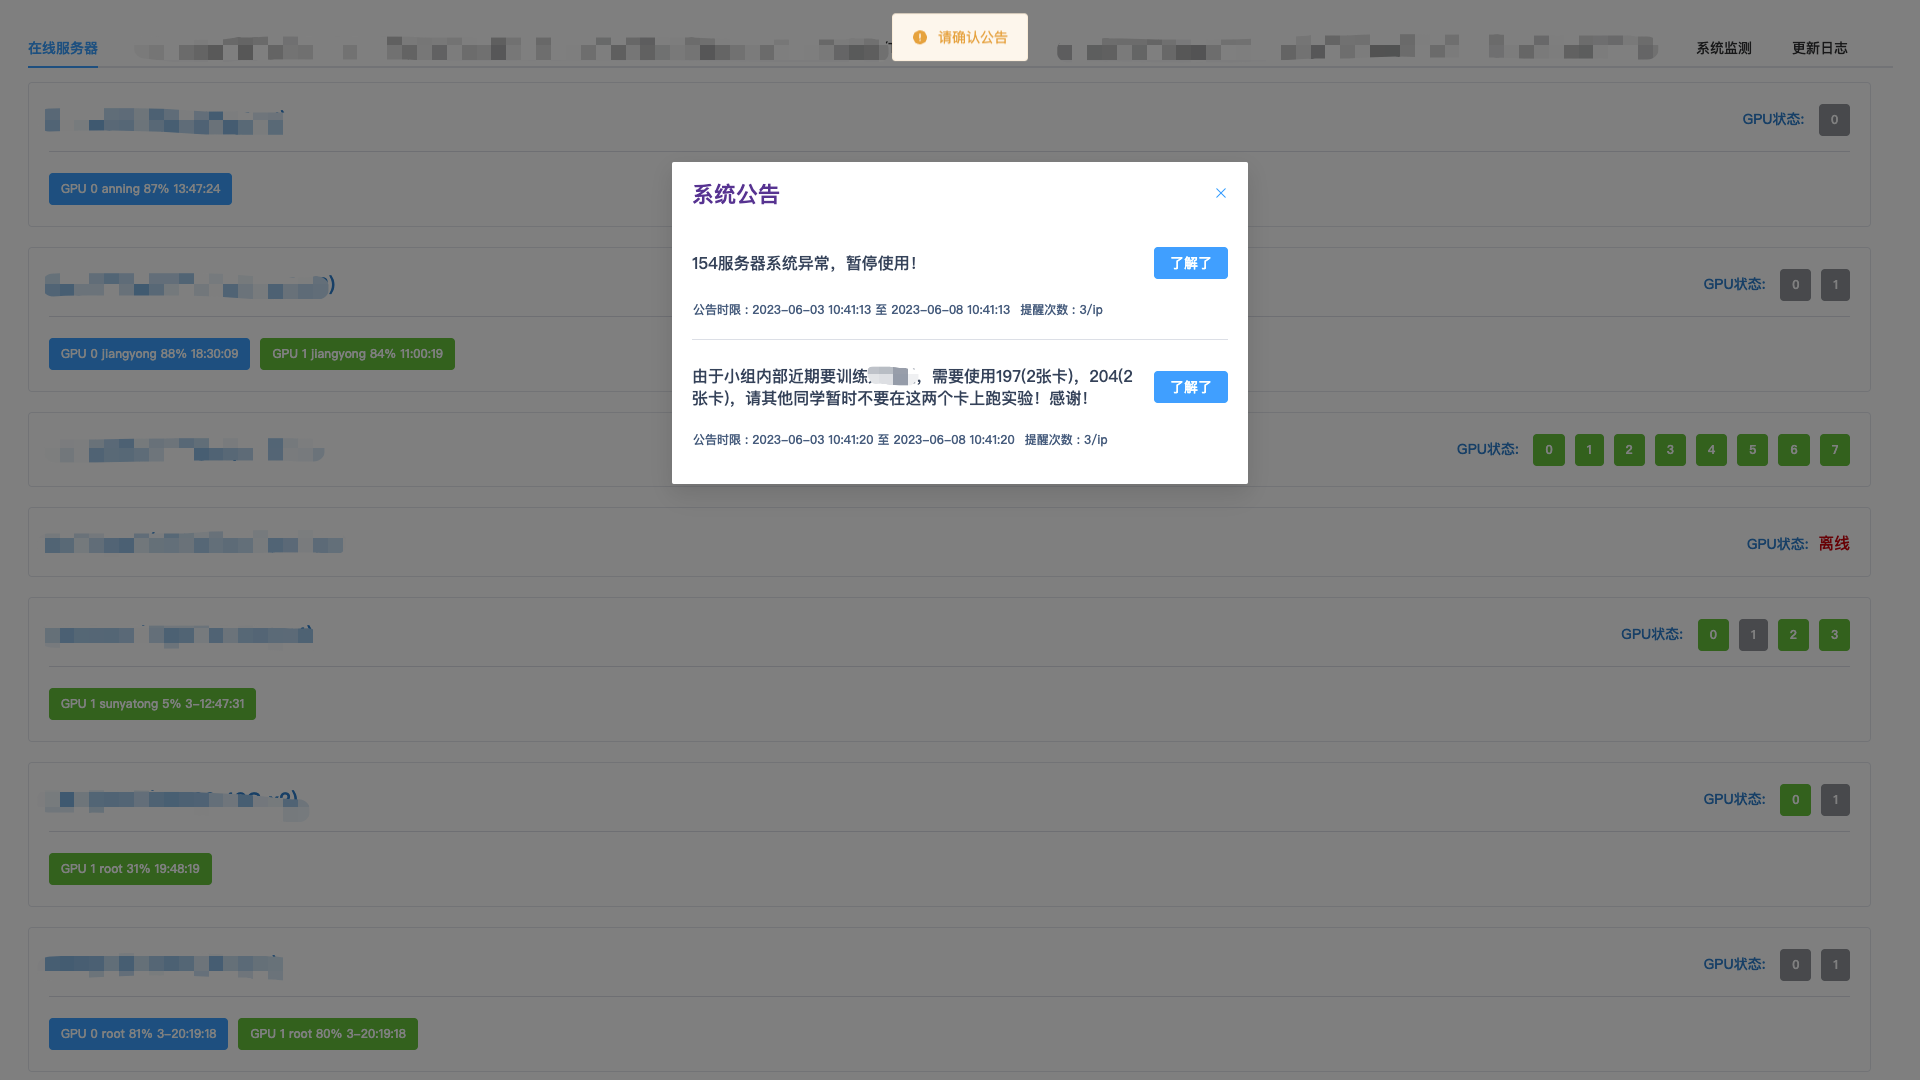 请确认公告
在线服务器
系统监测
更新日志
GPU状态: 0
GPU 0 anning 87% 13:47:24
系统公告
154服务器系统异常，暂停使用！
了解了
公告时限：2023-06-03 10:41:13 至 2023-06-08 10:41:13 提醒次数：3/ip
由于小组内部近期要训练，需要使用197(2张卡)，204(2
张卡)，请其他同学暂时不要在这两个卡上跑实验！感谢！
了解了
公告时限：2023-06-03 10:41:20 至 2023-06-08 10:41:20 提醒次数：3/ip
GPU状态: 0 1
GPU 0 jiangyong 88% 18:30:09
GPU 1 jiangyong 84% 11:00:19
GPU状态: 0 1 2 3 4 5 6 7
GPU状态: 离线
GPU状态: 0 1 2 3
GPU 1 sunyatong 5% 3-12:47:31
GPU状态: 0 1
GPU 1 root 31% 19:48:19
GPU状态: 0 1
GPU 0 root 81% 3-20:19:18
GPU 1 root 80% 3-20:19:18